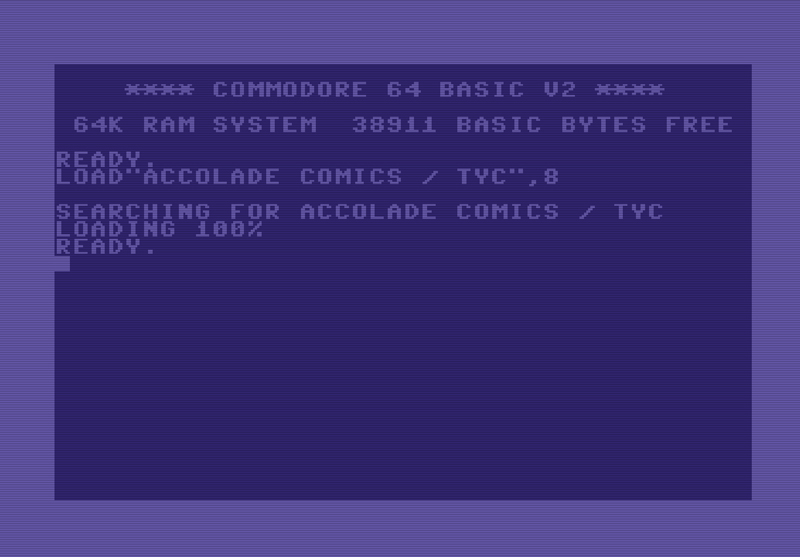 **** COMMODORE 64 BASIC V2 ****
64K RAM SYSTEM  38911 BASIC BYTES FREE
READY.
LOAD"ACCOLADE COMICS / TYC",8
SEARCHING FOR ACCOLADE COMICS / TYC
LOADING 100%
READY.